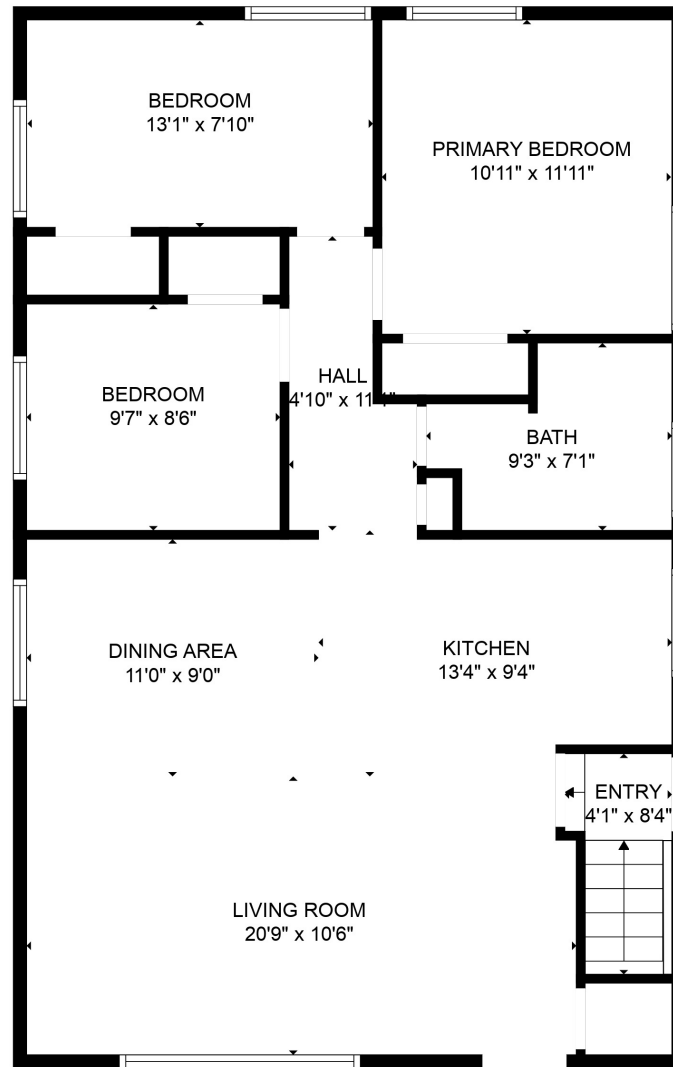 BEDROOM
13'1" x 7'10"
PRIMARY BEDROOM
10'11" x 11'11"
BEDROOM
9'7" x 8'6"
HALL
4'10" x
BATH
9'3" x 7'1"
DINING AREA
11'0" x 9'0"
KITCHEN
13'4" x 9'4"
ENTRY
4'1" x 8'4"
LIVING ROOM
20'9" x 10'6"